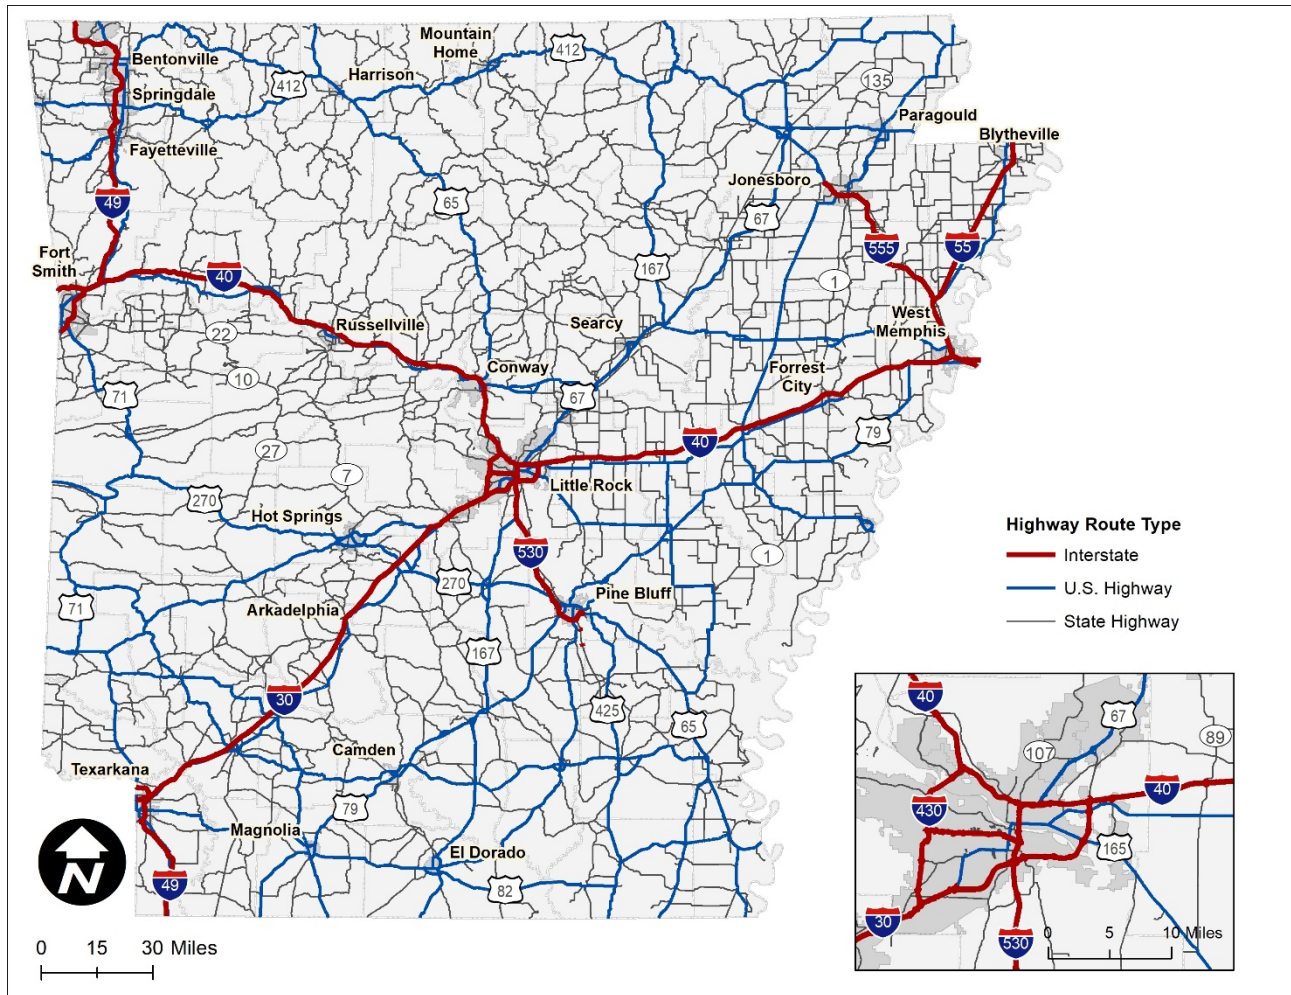 Mountain
Home
412
Bentonville
Harrison
412
135
Springdale
Paragould
Blytheville
Fayetteville
Jonesboro
49
65
67
555
55
Fort
Smith
40
167
1
22
Russellville
Searcy
West
Memphis
Conway
Forrest
City
10
71
67
79
27
40
7
Little Rock
270
Hot Springs
530
1
270
Pine Bluff
71
Arkadelphia
167
30
425
65
Camden
Texarkana
79
Magnolia
El Dorado
49
82
N
0 15 30 Miles
Highway Route Type
Interstate
U.S. Highway
State Highway
40
67
89
107
40
430
165
30
530
0 5 10 Miles